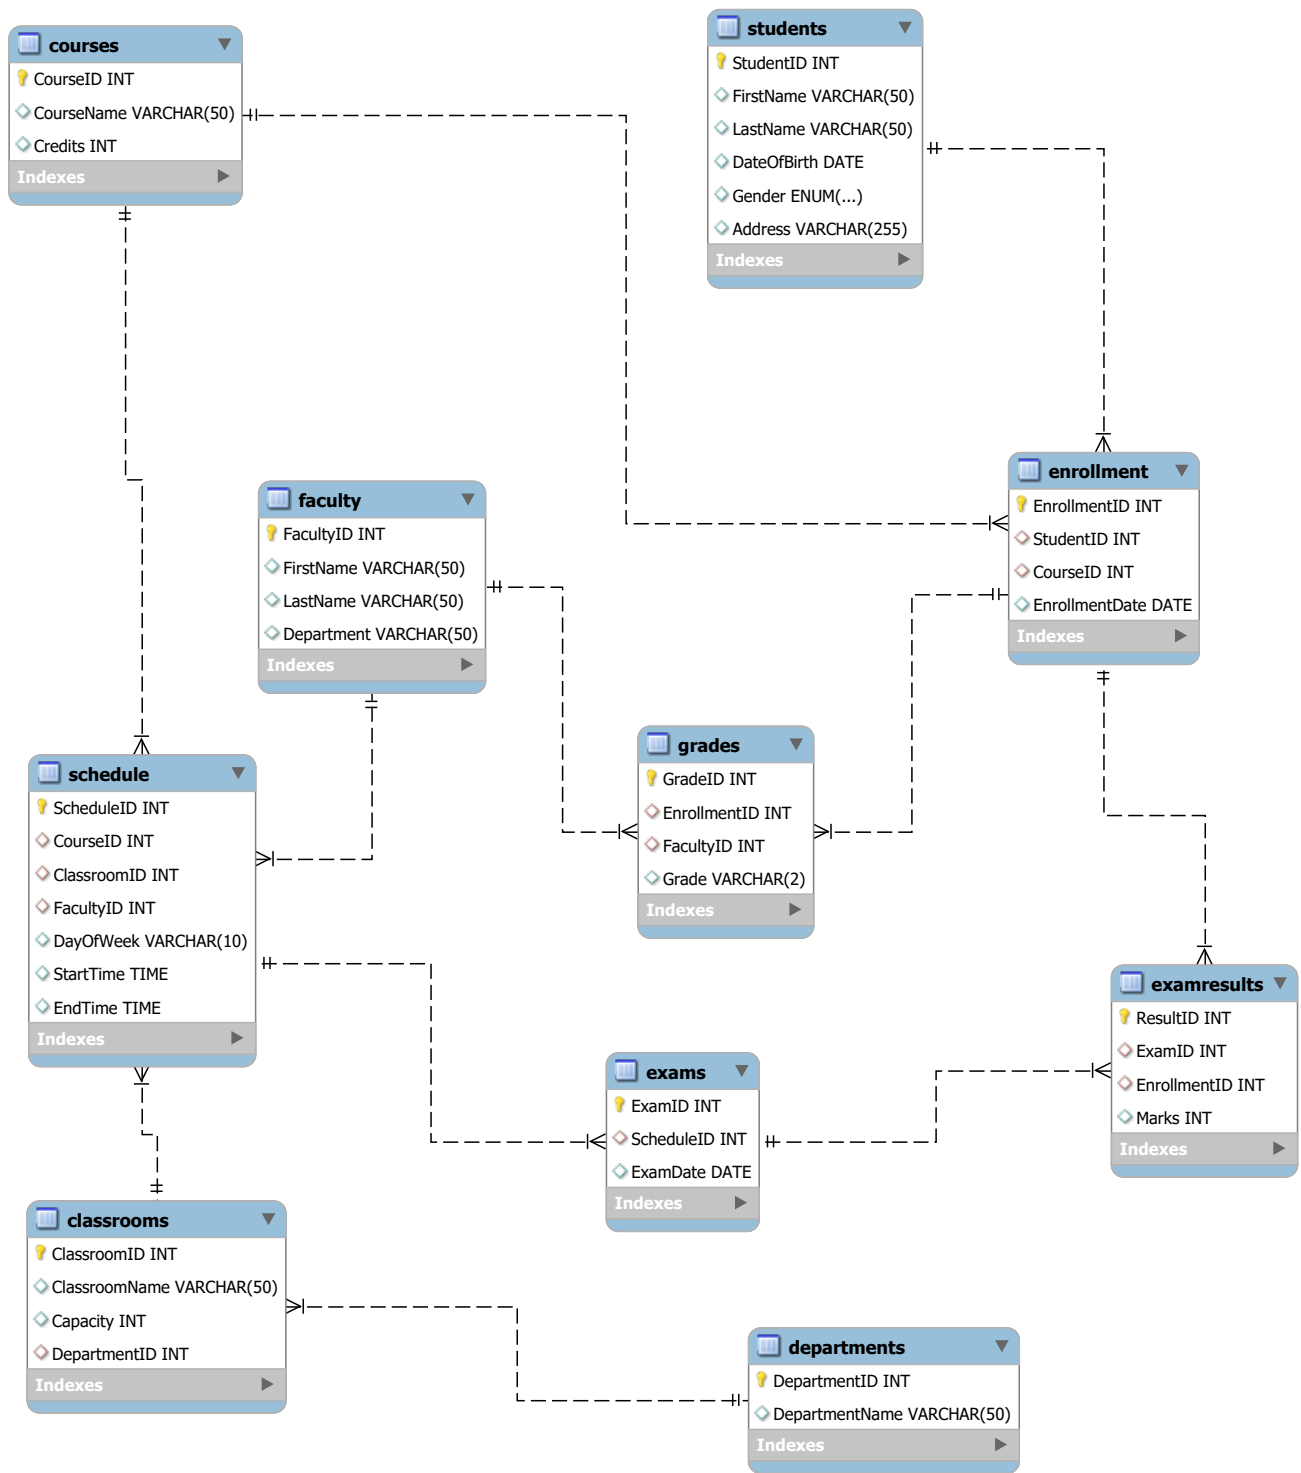 courses
CourseID INT
CourseName VARCHAR(50)
Credits INT
Indexes
students
StudentID INT
FirstName VARCHAR(50)
LastName VARCHAR(50)
DateOfBirth DATE
Gender ENUM(...)
Address VARCHAR(255)
Indexes
enrollment
EnrollmentID INT
StudentID INT
CourseID INT
EnrollmentDate DATE
Indexes
faculty
FacultyID INT
FirstName VARCHAR(50)
LastName VARCHAR(50)
Department VARCHAR(50)
Indexes
grades
GradeID INT
EnrollmentID INT
FacultyID INT
Grade VARCHAR(2)
Indexes
schedule
ScheduleID INT
CourseID INT
ClassroomID INT
FacultyID INT
DayOfWeek VARCHAR(10)
StartTime TIME
EndTime TIME
Indexes
examresults
ResultID INT
ExamID INT
EnrollmentID INT
Marks INT
Indexes
exams
ExamID INT
ScheduleID INT
ExamDate DATE
Indexes
classrooms
ClassroomID INT
ClassroomName VARCHAR(50)
Capacity INT
DepartmentID INT
Indexes
departments
DepartmentID INT
DepartmentName VARCHAR(50)
Indexes